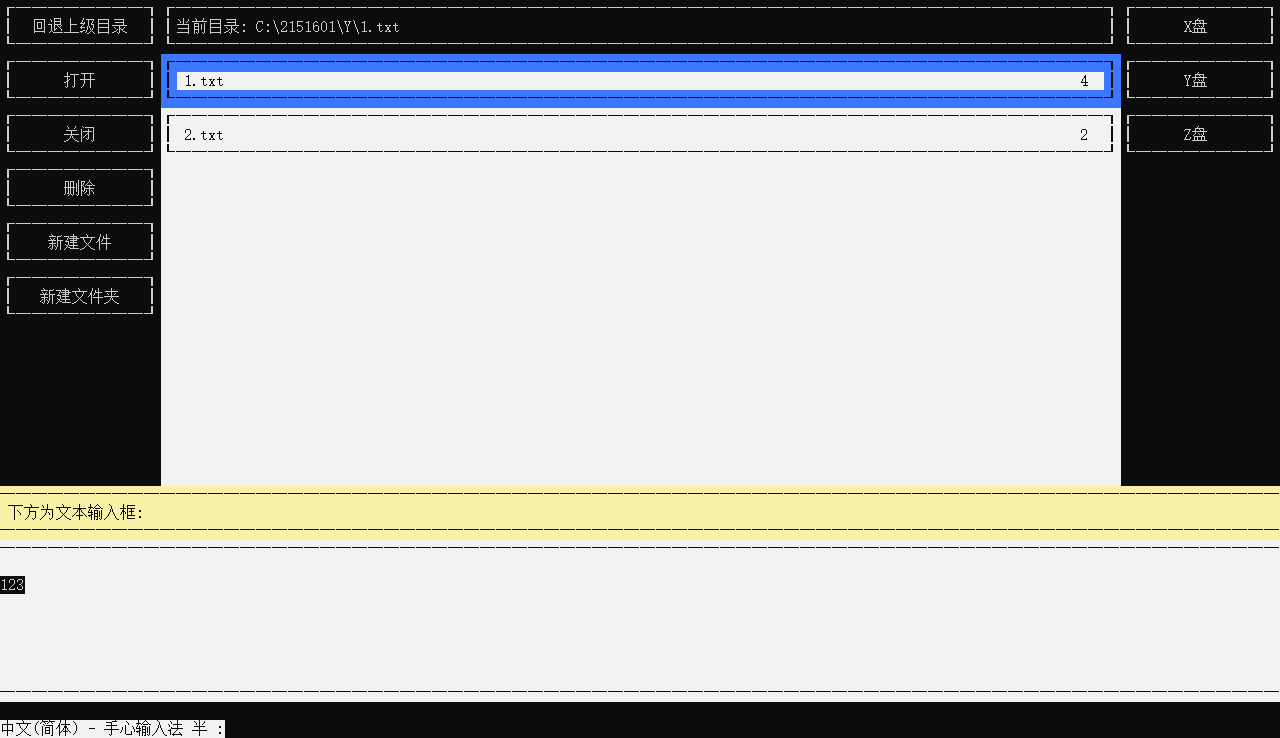 回退上级目录 当前目录: C:\2151601\Y\1.txt X盘
打开 1.txt 4 Y盘
关闭 2.txt 2 Z盘
删除
新建文件
新建文件夹
下方为文本输入框:
123
中文(简体) - 手心输入法 半 :